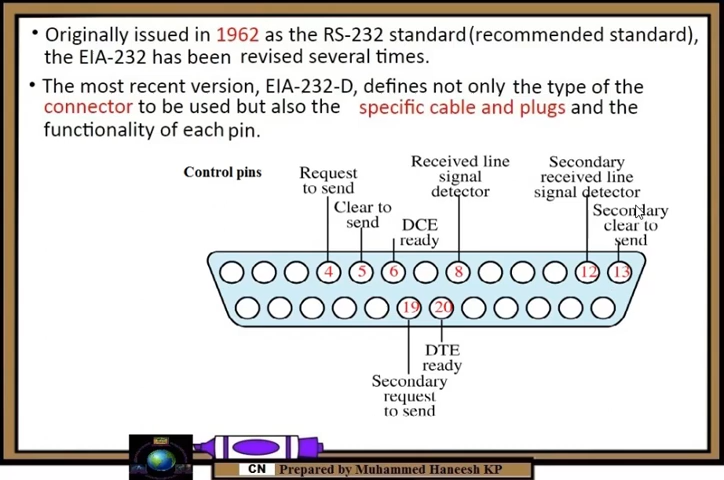 • Originally issued in 1962 as the RS-232 standard (recommended standard),
the EIA-232 has been revised several times.
• The most recent version, EIA-232-D, defines not only the type of the
connector to be used but also the specific cable and plugs and the
functionality of each pin.
Control pins
Request
to send
Clear to
send
DCE
ready
Received line
signal
detector
Secondary
received line
signal detector
Secondary
clear to
send
4 5 6 8 12 13
19 20
DTE
ready
Secondary
request
to send
CN Prepared by Muhammed Haneesh KP